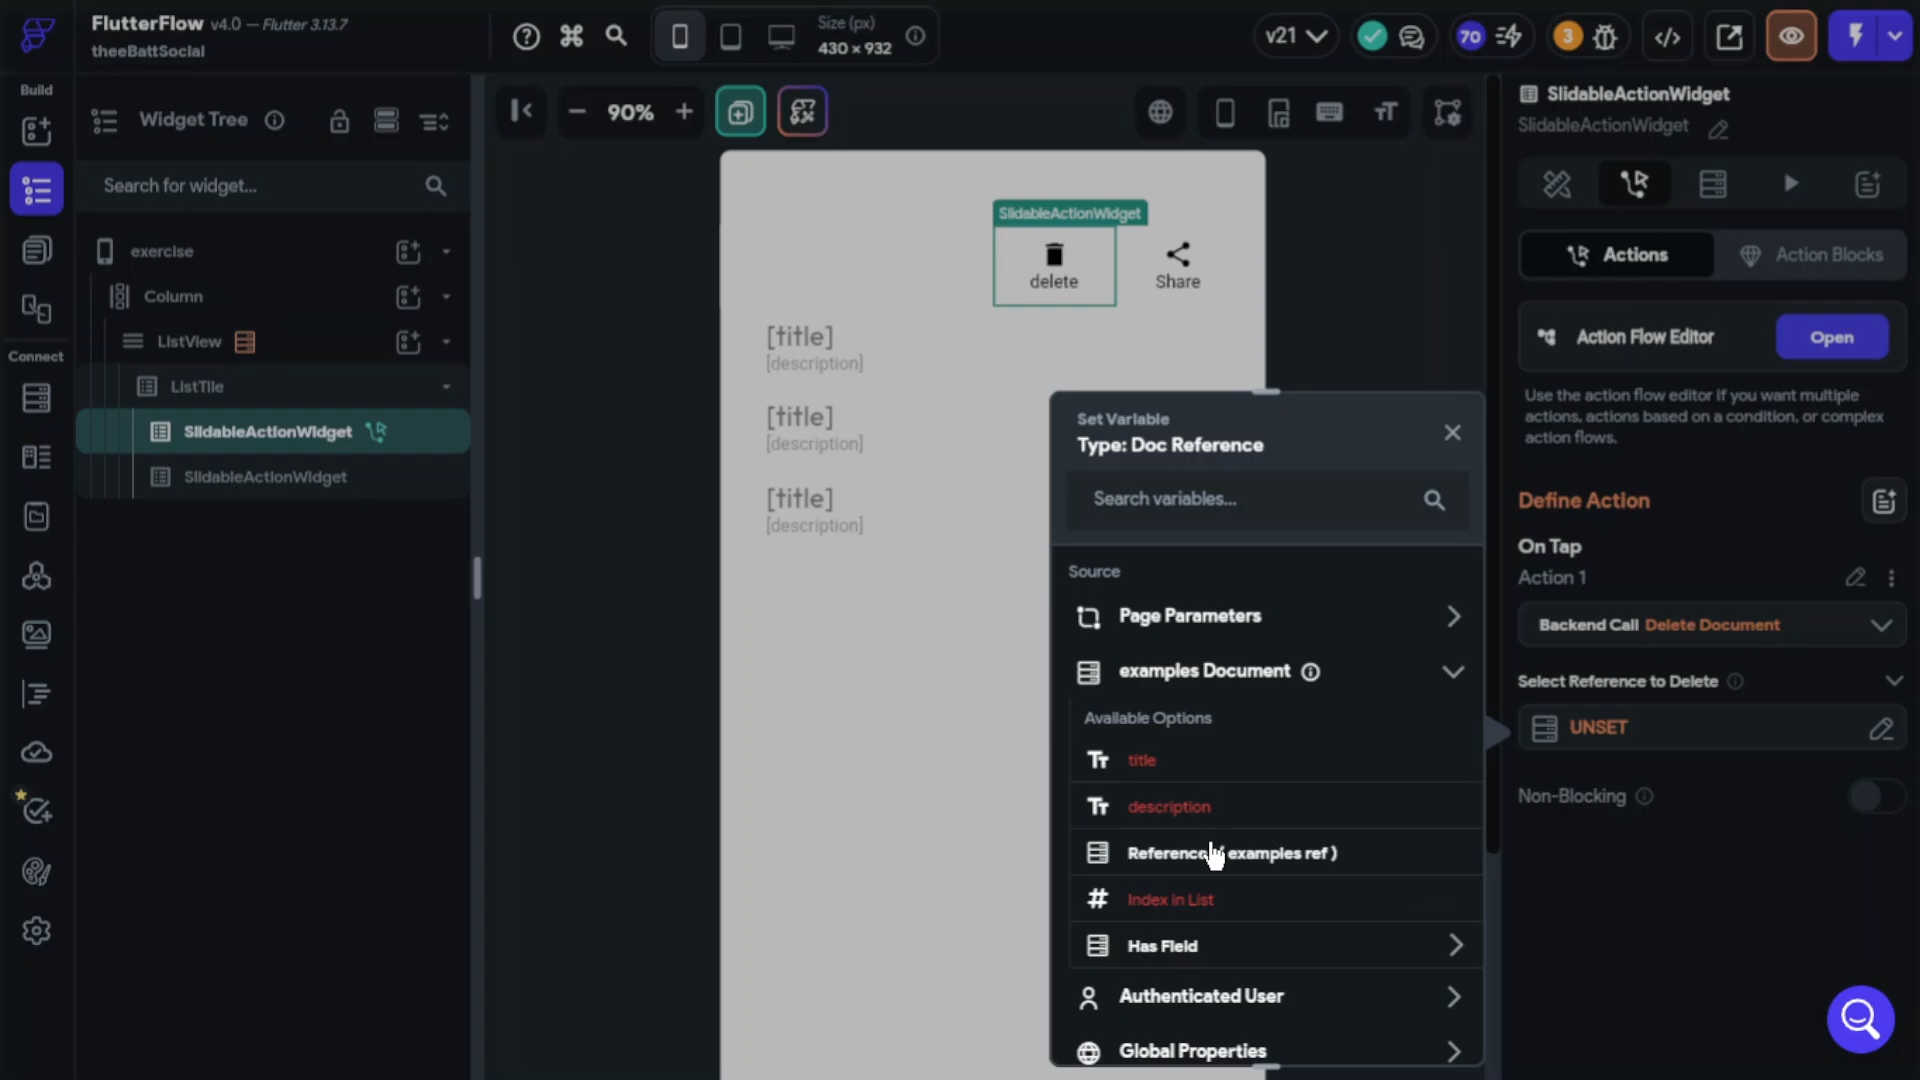 FlutterFlow v4.0 — Flutter 3.13.7
theeBattSocial
Size (px)
430 × 932
v21
70
3
Build
Connect
Widget Tree
Search for widget...
exercise
Column
ListView
ListTile
SlidableActionWidget
SlidableActionWidget
90%
SlidableActionWidget
delete
Share
[title]
[description]
[title]
[description]
[title]
[description]
Set Variable
Type: Doc Reference
Search variables...
Source
Page Parameters
examples Document
Available Options
title
description
Reference ( examples ref )
Index in List
Has Field
Authenticated User
Global Properties
SlidableActionWidget
SlidableActionWidget
Actions
Action Blocks
Action Flow Editor
Open
Use the action flow editor if you want multiple
actions, actions based on a condition, or complex
action flows.
Define Action
On Tap
Action 1
Backend Call Delete Document
Select Reference to Delete
UNSET
Non-Blocking